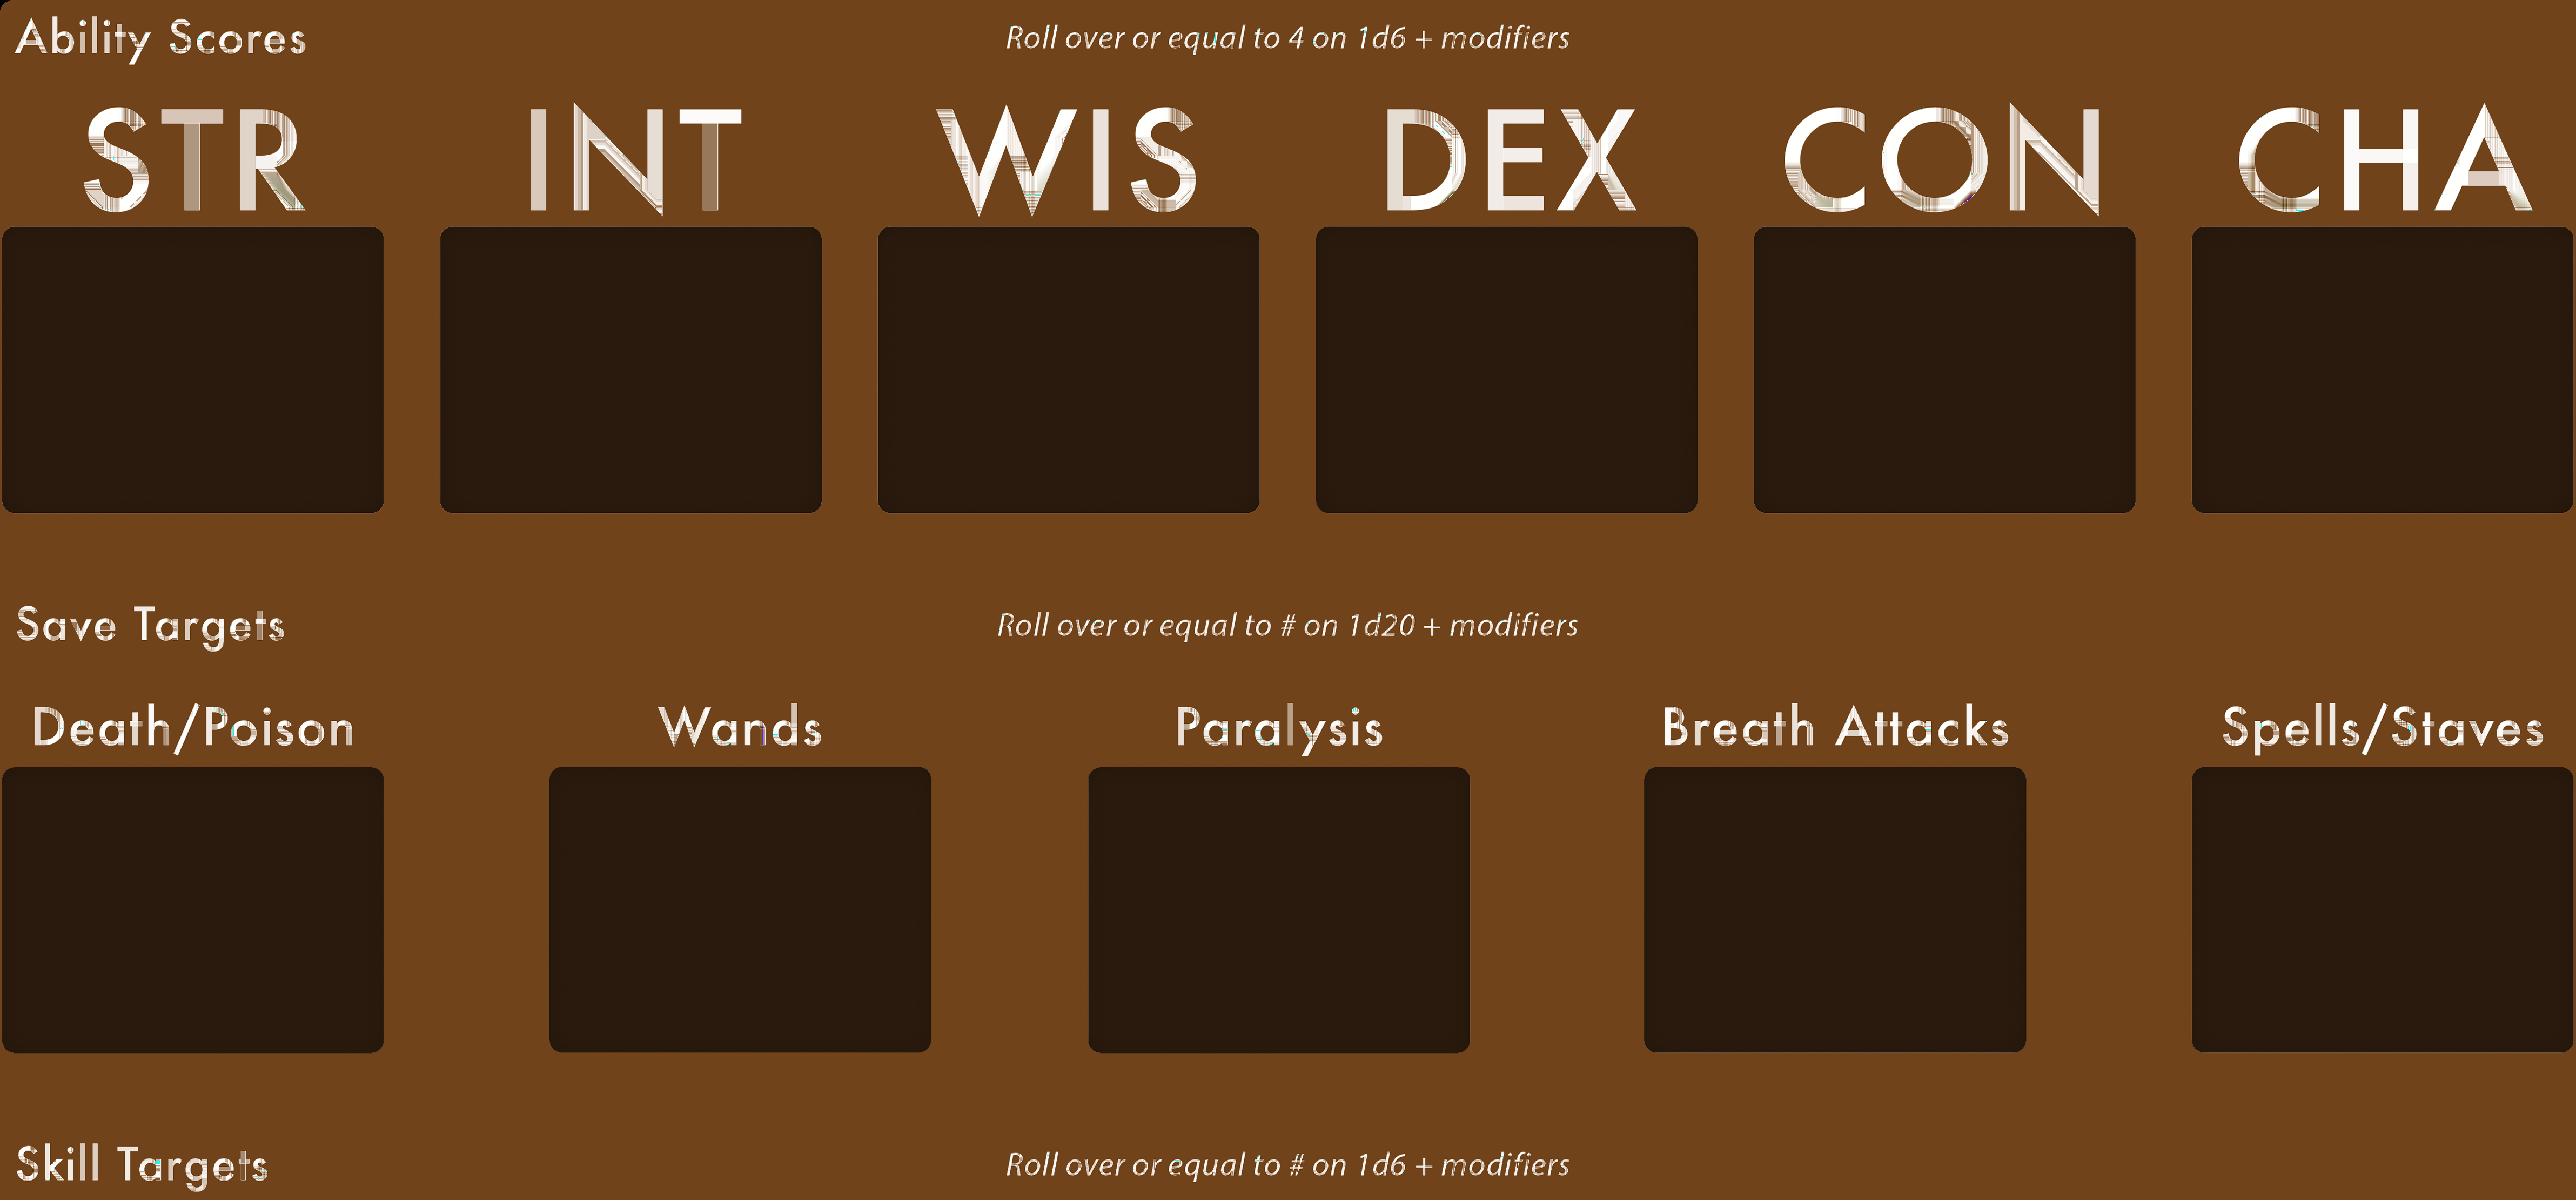 Ability Scores
Roll over or equal to 4 on 1d6 + modifiers
STR INT WIS DEX CON CHA
Save Targets
Roll over or equal to # on 1d20 + modifiers
Death/Poison Wands Paralysis Breath Attacks Spells/Staves
Skill Targets
Roll over or equal to # on 1d6 + modifiers